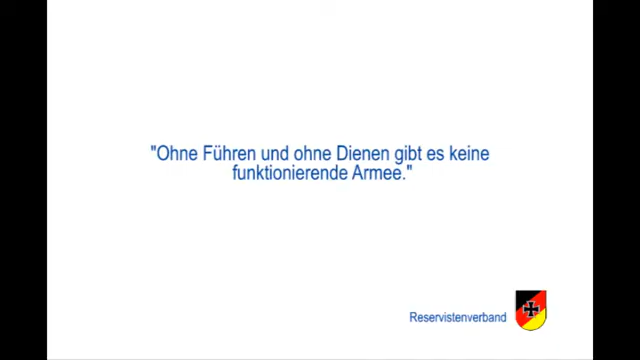 "Ohne Führen und ohne Dienen gibt es keine
funktionierende Armee."
Reservistenverband